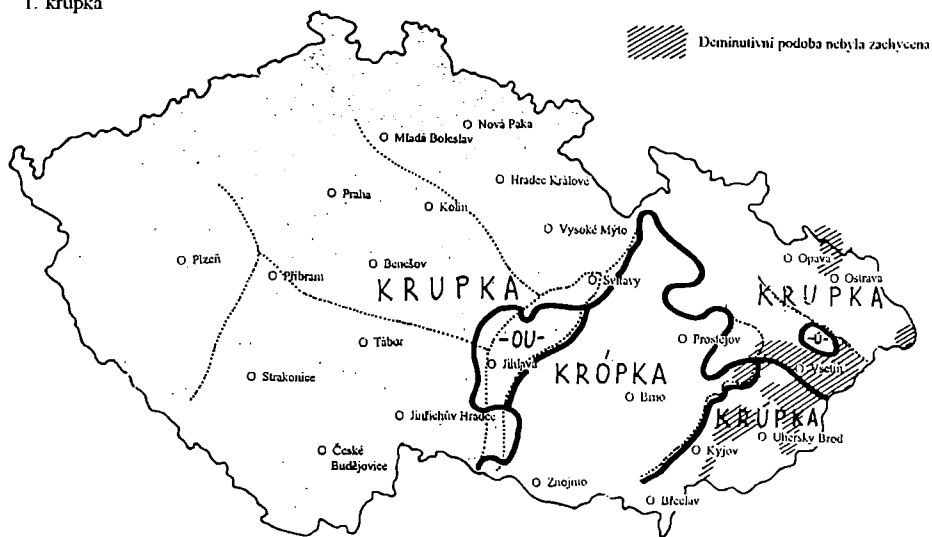 1. krupka
Deminutivní podoba nebyla zachycena
Nová Paka
Mladá Boleslav
Hradec Králové
Praha
Kolín
Vysoké Mýto
Opava
Plzeň
Příbram
Benešov
Svitavy
Ostrava
KRUPKA
KRUPKA
-OU-
Prostějov
-Ú-
Tábor
Jihlava
Vsetín
Strakonice
KRÓPKA
Brno
Jindřichův Hradec
KRÚPKA
Uherský Brod
České
Budějovice
Kyjov
Znojmo
Břeclav